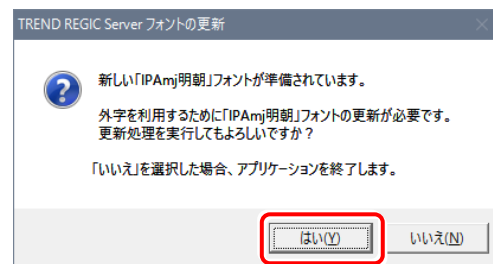 TREND REGIC Server フォントの更新
新しい「IPAmj明朝」フォントが準備されています。
外字を利用するために「IPAmj明朝」フォントの更新が必要です。
更新処理を実行してもよろしいですか？
「いいえ」を選択した場合、アプリケーションを終了します。
はい(Y)
いいえ(N)